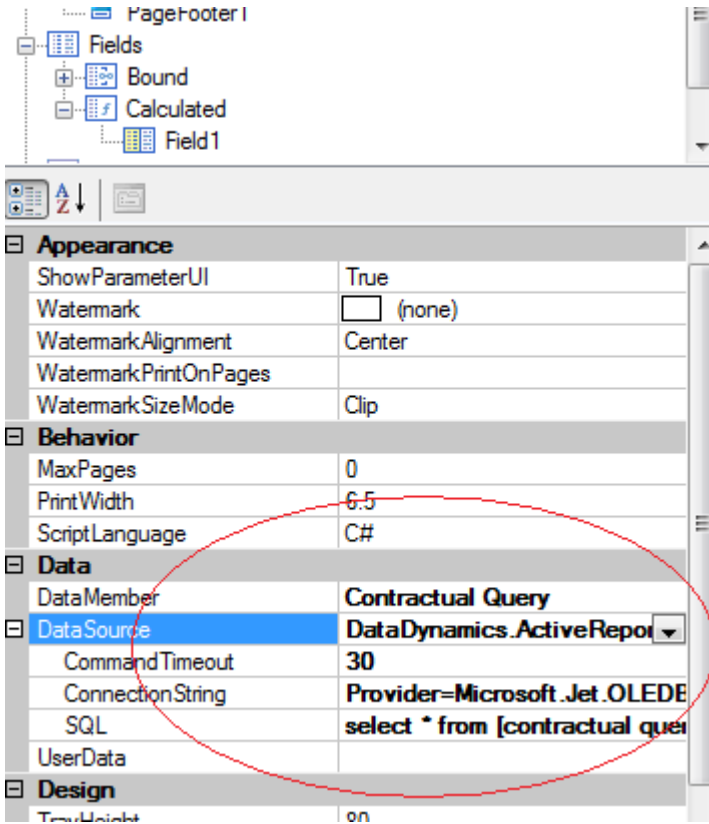 PageFooter1
Fields
Bound
Calculated
Field1
Appearance
ShowParameterUI True
Watermark (none)
WatermarkAlignment Center
WatermarkPrintOnPages
WatermarkSizeMode Clip
Behavior
MaxPages 0
PrintWidth 6.5
ScriptLanguage C#
Data
DataMember Contractual Query
DataSource DataDynamics.ActiveRepor
CommandTimeout 30
ConnectionString Provider=Microsoft.Jet.OLEDB
SQL select * from [contractual quer
UserData
Design
TrayHeight 80